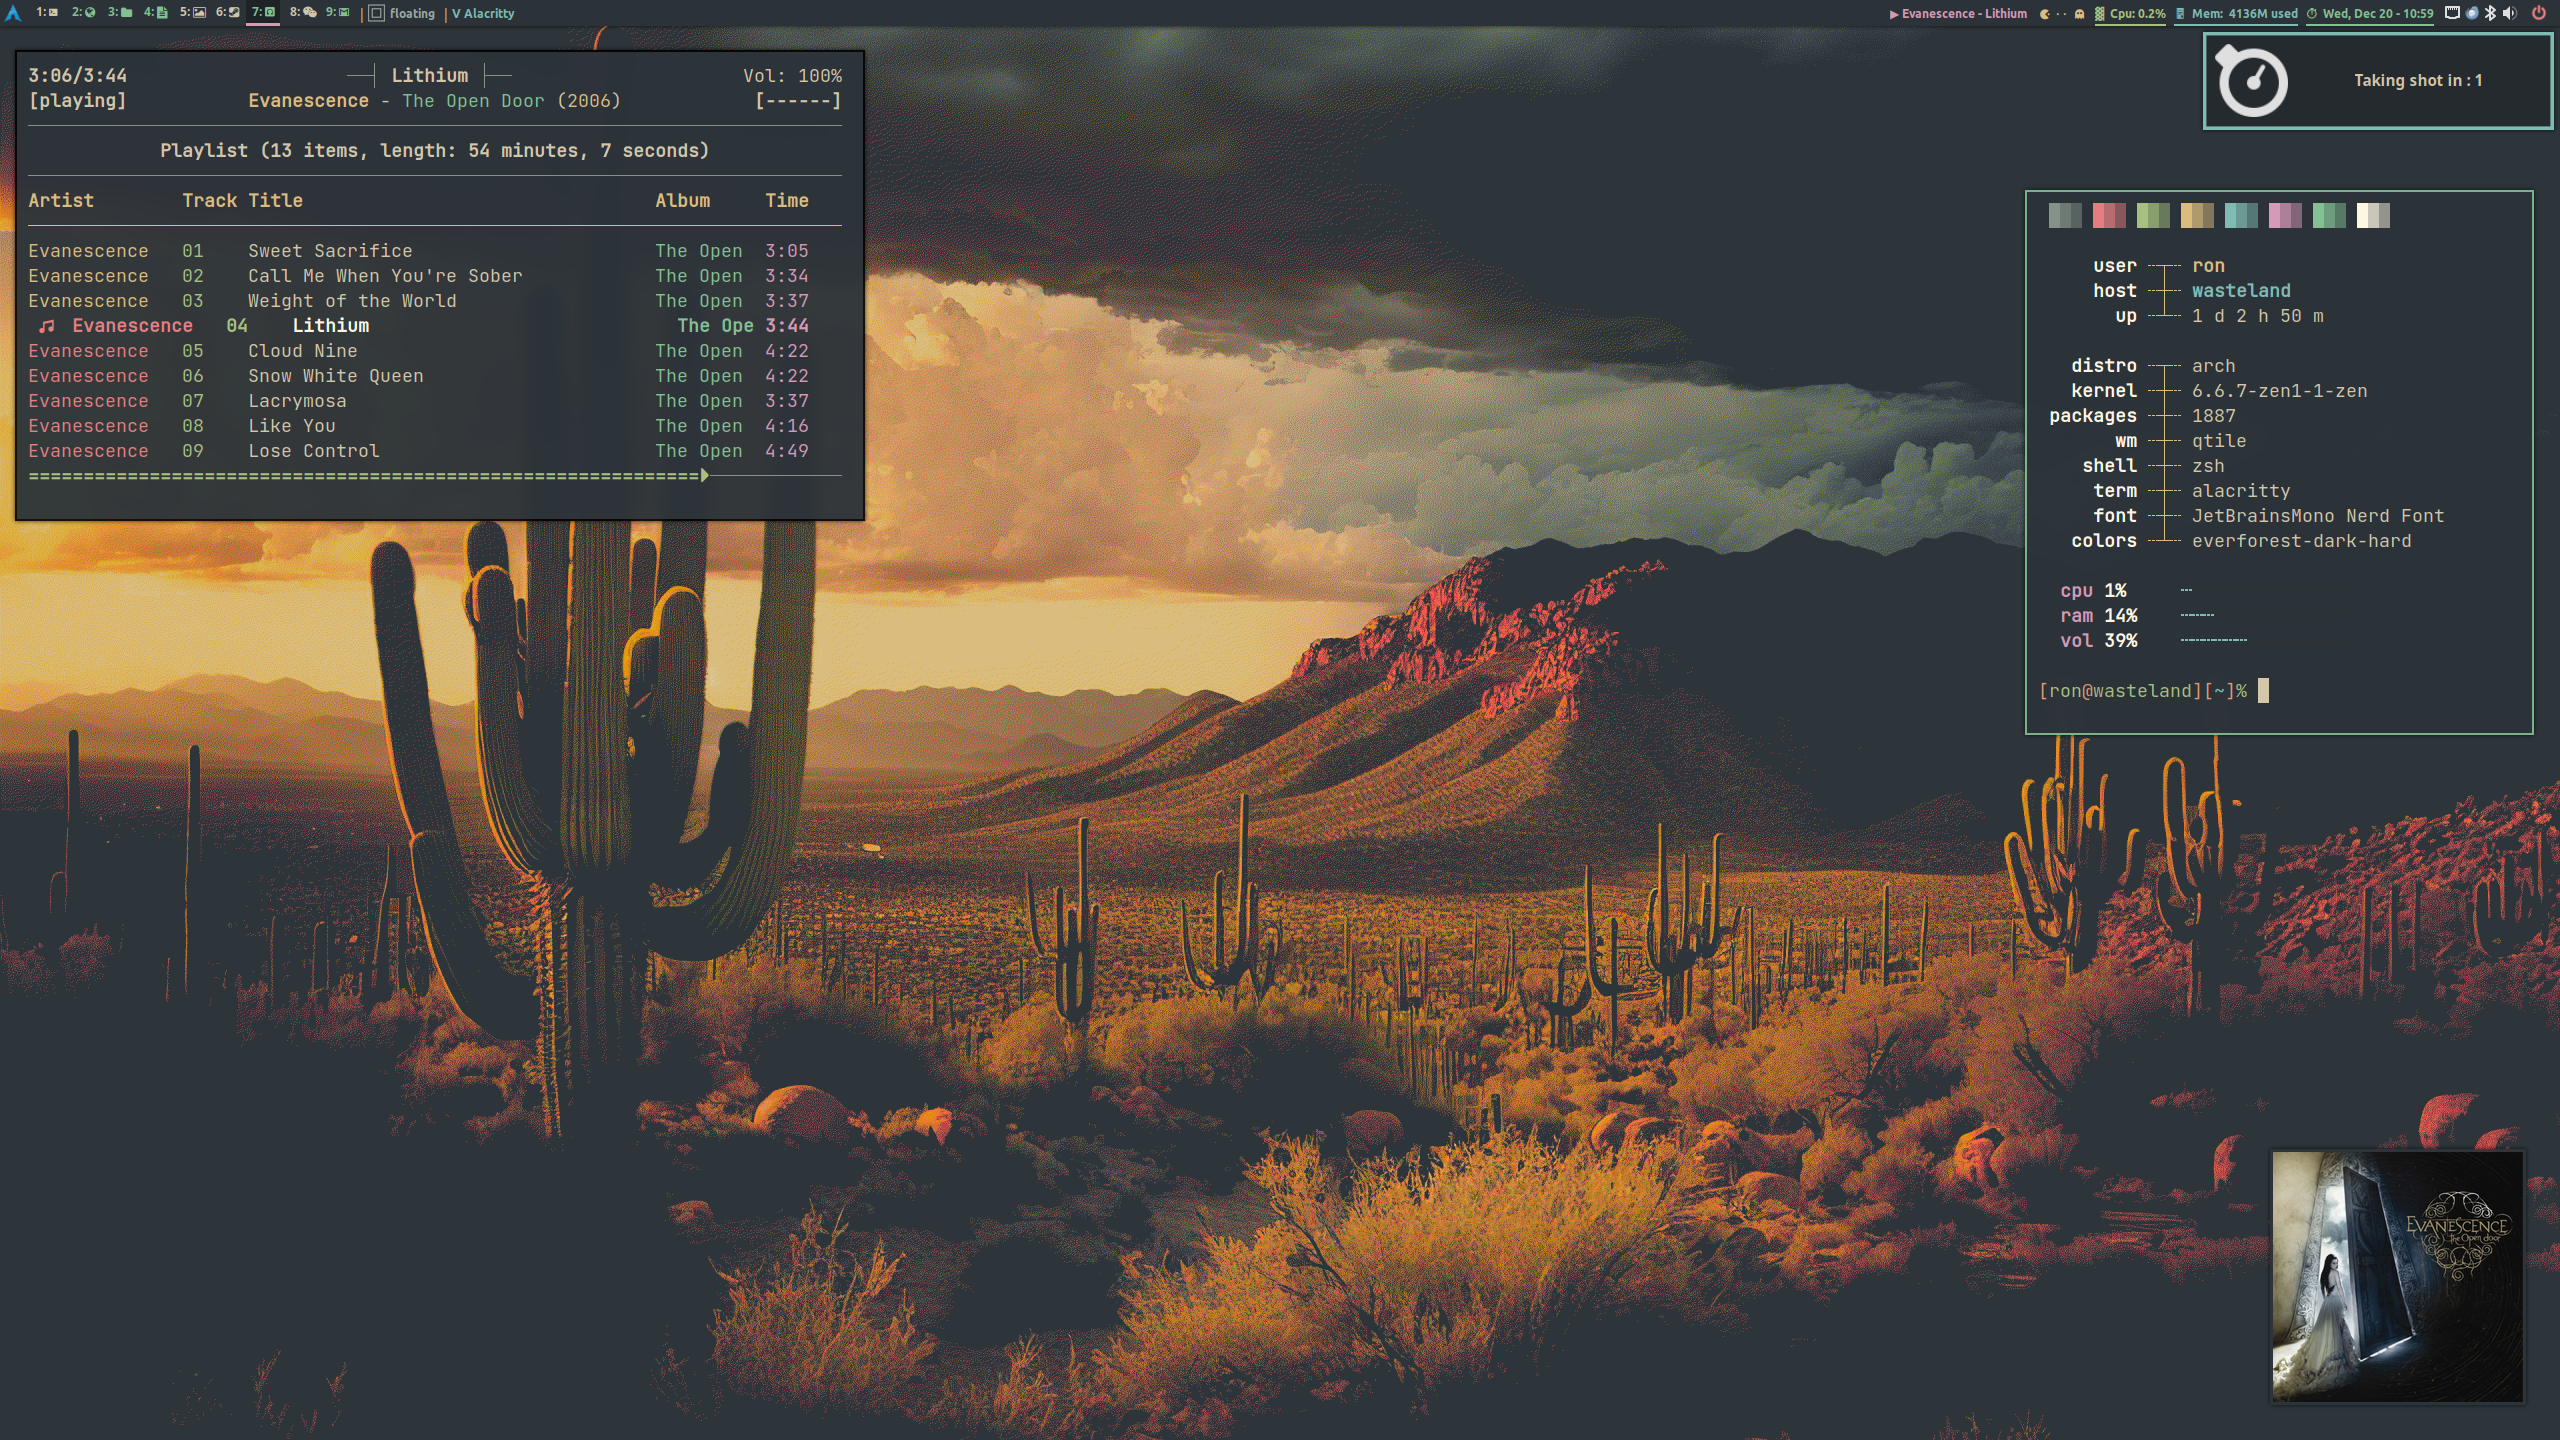 1: 2: 3: 4: 5: 6: 7: 8: 9: | floating | V Alacritty
▶ Evanescence - Lithium Cpu: 0.2% Mem: 4136M used Wed, Dec 20 - 10:59
3:06/3:44 Lithium Vol: 100%
[playing] Evanescence - The Open Door (2006) [------]
Playlist (13 items, length: 54 minutes, 7 seconds)
Artist Track Title Album Time
Evanescence 01 Sweet Sacrifice The Open 3:05
Evanescence 02 Call Me When You're Sober The Open 3:34
Evanescence 03 Weight of the World The Open 3:37
Evanescence 04 Lithium The Ope 3:44
Evanescence 05 Cloud Nine The Open 4:22
Evanescence 06 Snow White Queen The Open 4:22
Evanescence 07 Lacrymosa The Open 3:37
Evanescence 08 Like You The Open 4:16
Evanescence 09 Lose Control The Open 4:49
Taking shot in : 1
user ron
host wasteland
up 1 d 2 h 50 m
distro arch
kernel 6.6.7-zen1-1-zen
packages 1887
wm qtile
shell zsh
term alacritty
font JetBrainsMono Nerd Font
colors everforest-dark-hard
cpu 1%
ram 14%
vol 39%
[ron@wasteland][~]%
EVANESCENCE
The Open door